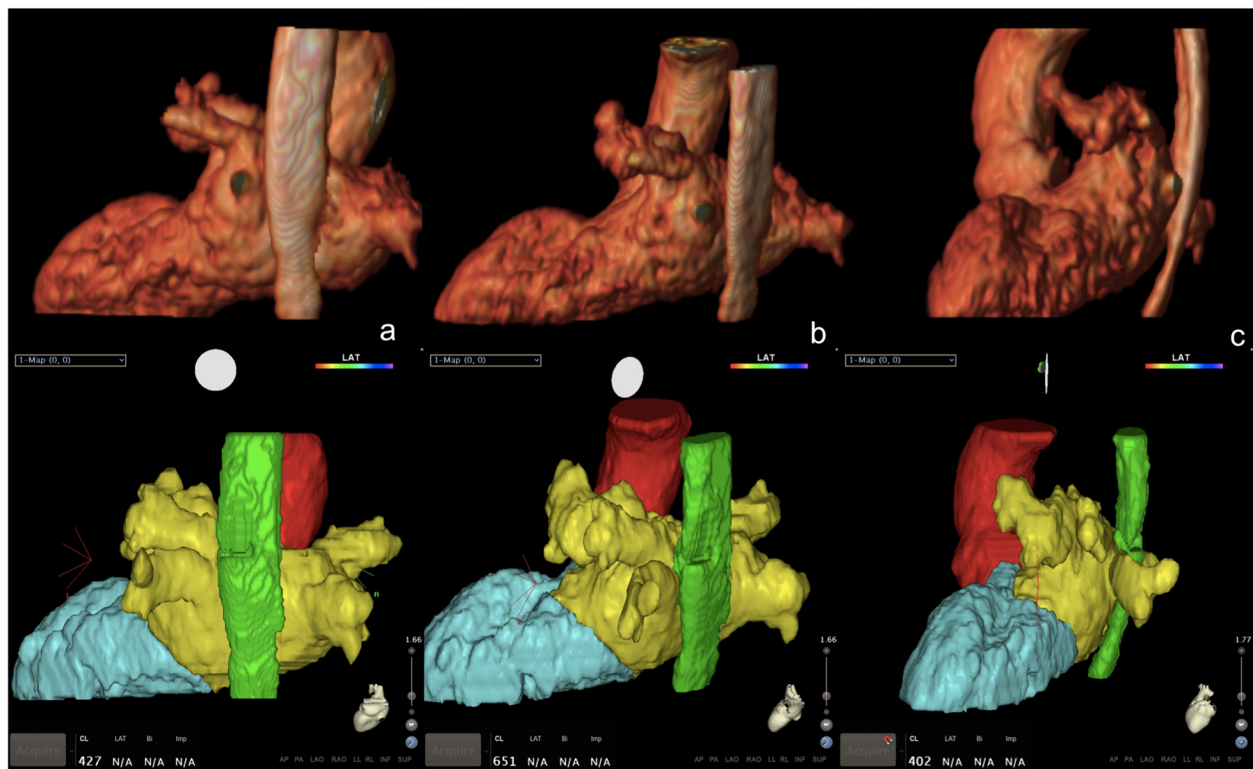 a
b
c
1-Map (0, 0)
LAT
1-Map (0, 0)
LAT
1-Map (0, 0)
LAT
R
1.66
1.66
1.77
Acquire
CL LAT Bi Imp
427 N/A N/A N/A
AP PA LAO RAO LL RL INF SUP
Acquire
CL LAT Bi Imp
651 N/A N/A N/A
AP PA LAO RAO LL RL INF SUP
Acquire
CL LAT Bi Imp
402 N/A N/A N/A
AP PA LAO RAO LL RL INF SUP